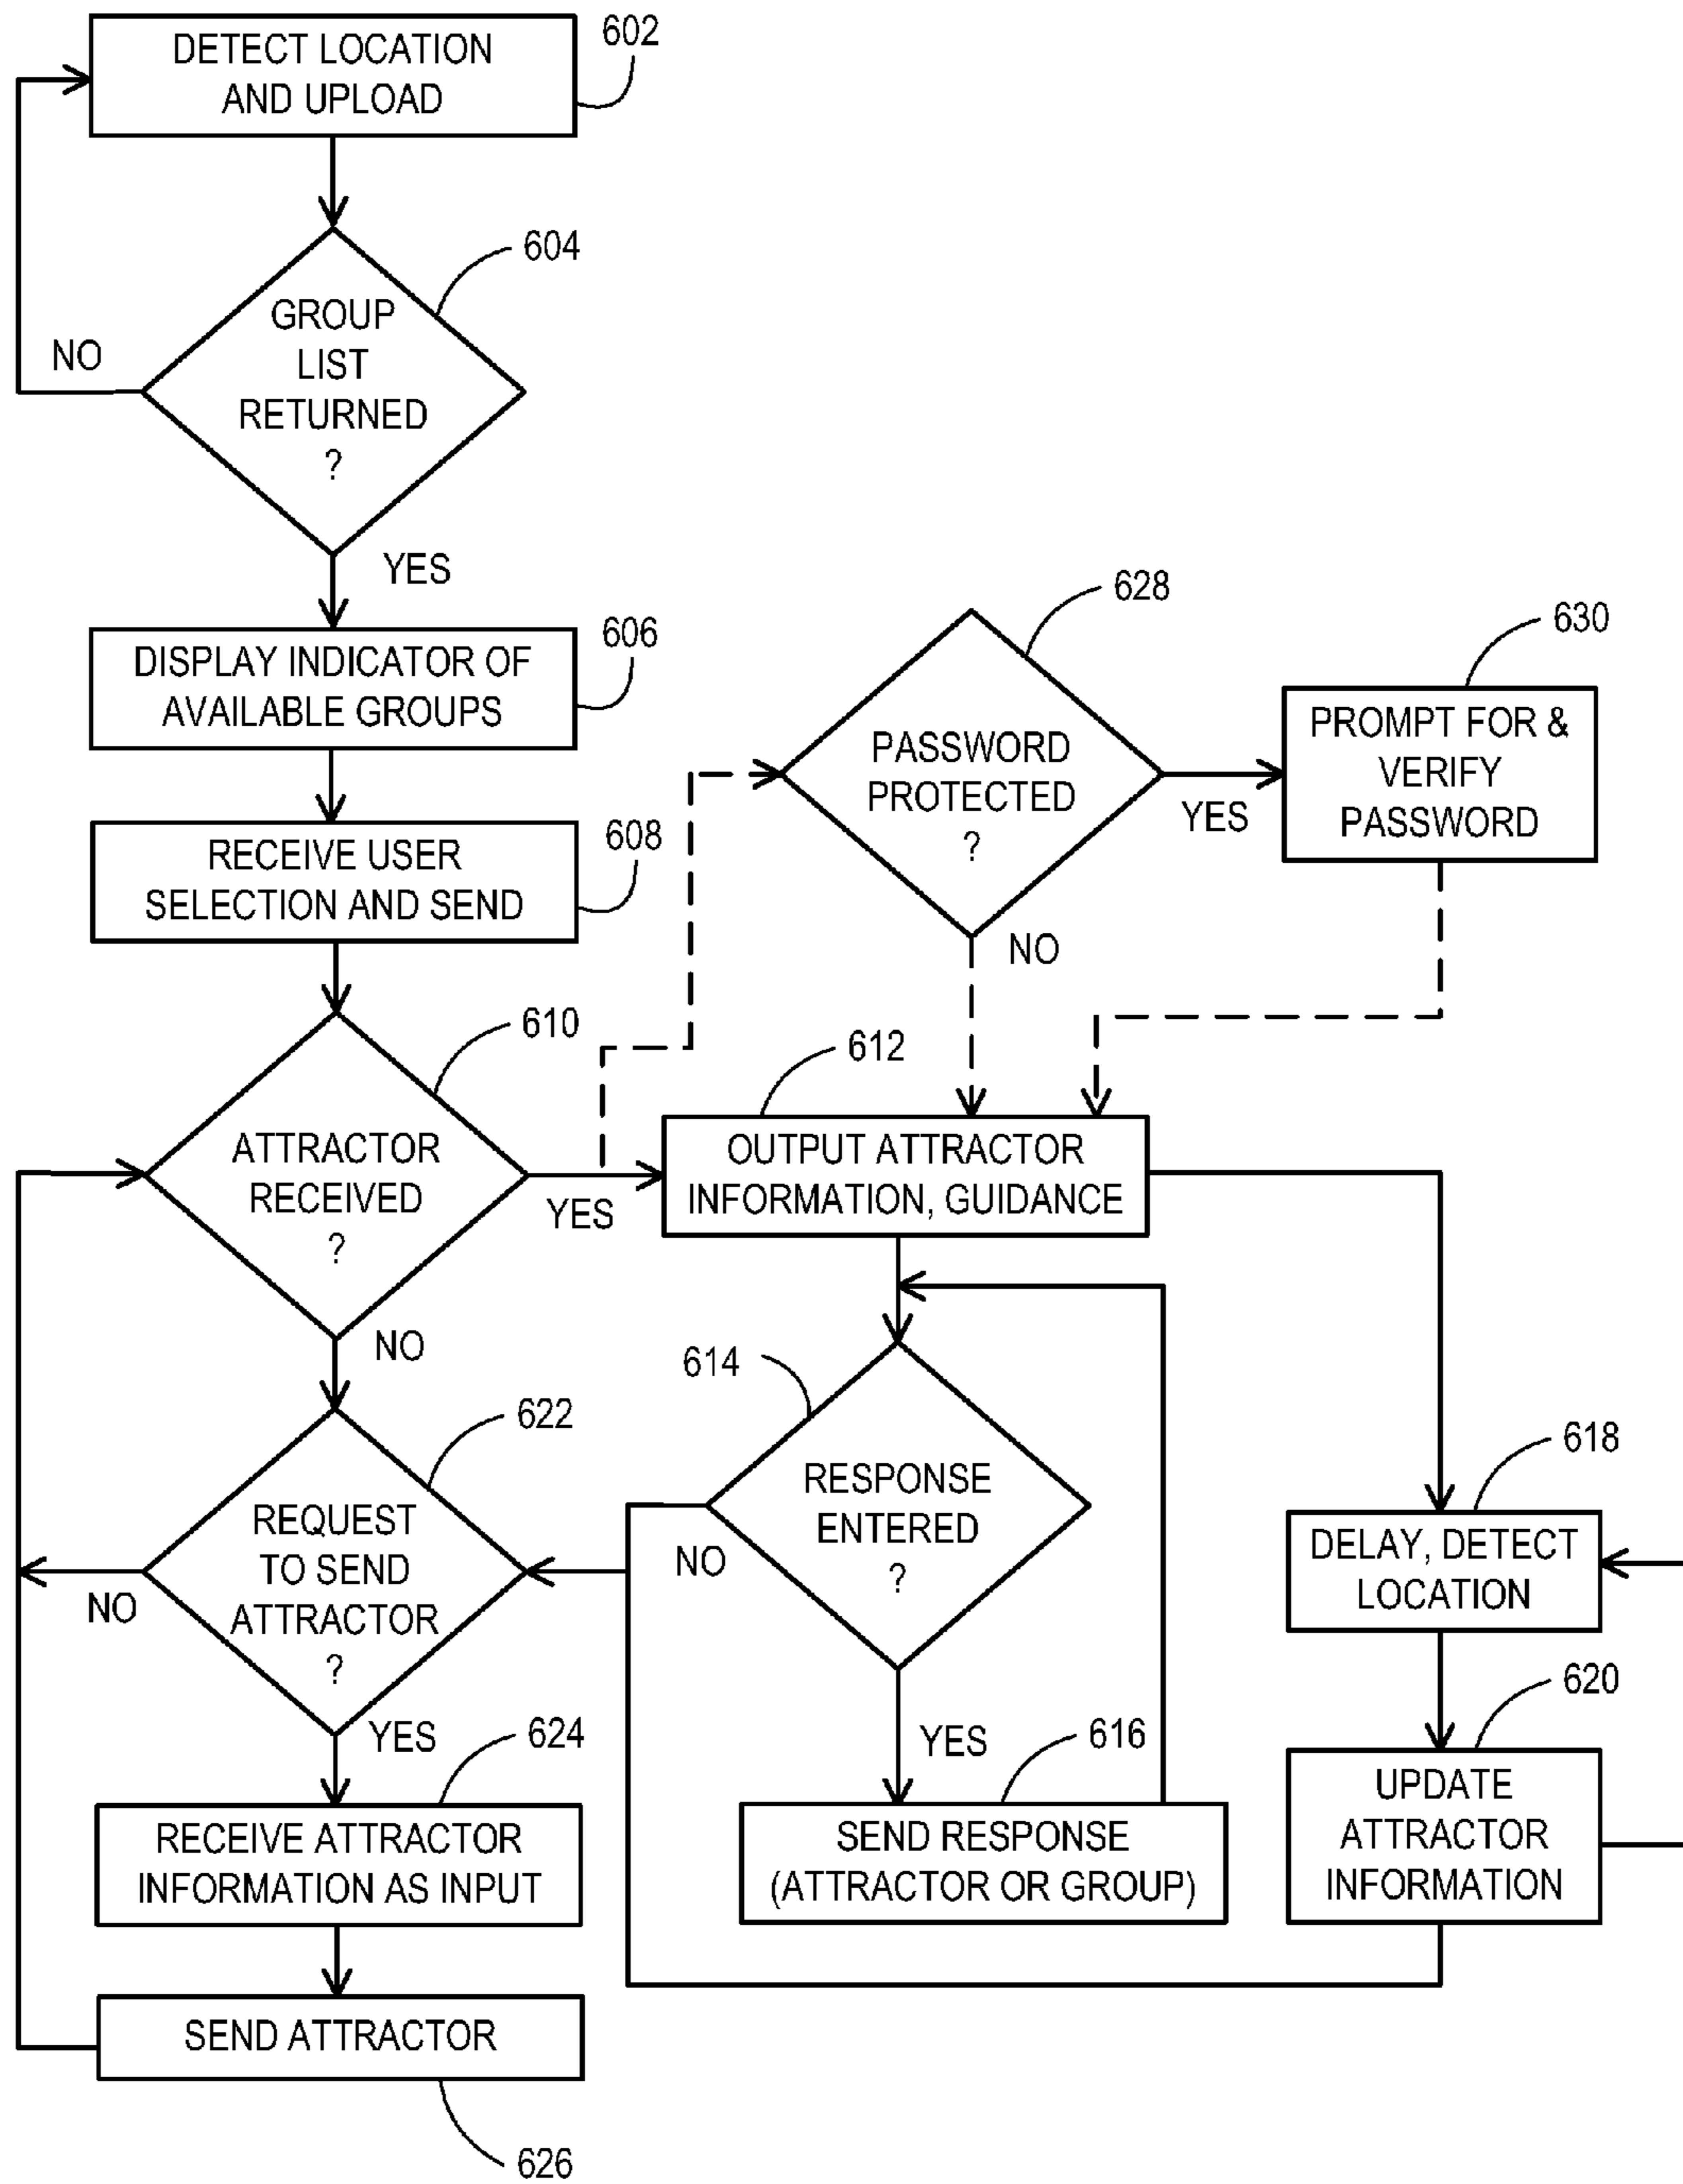 DETECT LOCATION
AND UPLOAD
602
604
GROUP
LIST
RETURNED
?
NO
YES
606
DISPLAY INDICATOR OF
AVAILABLE GROUPS
608
RECEIVE USER
SELECTION AND SEND
628
PASSWORD
PROTECTED
?
YES
NO
630
PROMPT FOR &
VERIFY
PASSWORD
610
ATTRACTOR
RECEIVED
?
YES
NO
612
OUTPUT ATTRACTOR
INFORMATION, GUIDANCE
614
RESPONSE
ENTERED
?
NO
YES
616
SEND RESPONSE
(ATTRACTOR OR GROUP)
618
DELAY, DETECT
LOCATION
620
UPDATE
ATTRACTOR
INFORMATION
622
REQUEST
TO SEND
ATTRACTOR
?
NO
YES
624
RECEIVE ATTRACTOR
INFORMATION AS INPUT
SEND ATTRACTOR
626